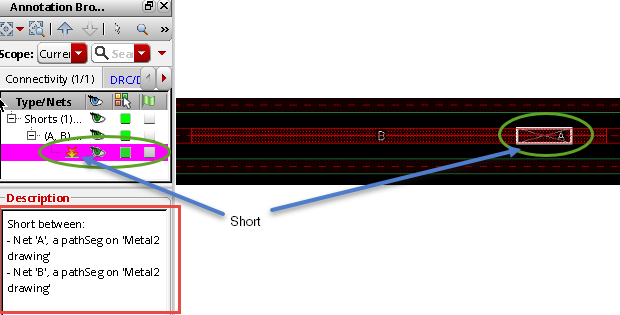 Annotation Bro...
»
Scope: Currer Sea
Connectivity (1/1) DRC/D
Type/Nets
Shorts (1)...
(A, B) ...
B A
Description
Short between:
- Net 'A', a pathSeg on 'Metal2
drawing'
- Net 'B', a pathSeg on 'Metal2
drawing'
Short